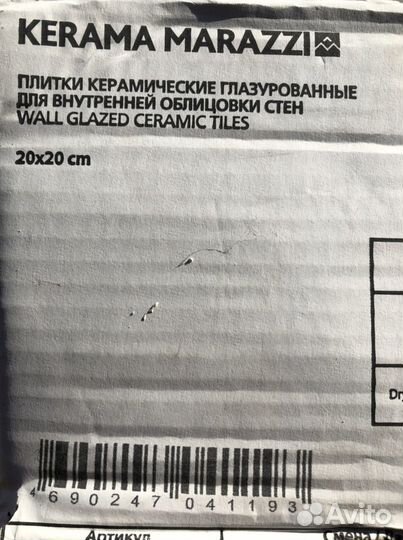 KERAMA MARAZZI
ПЛИТКИ КЕРАМИЧЕСКИЕ ГЛАЗУРОВАННЫЕ
ДЛЯ ВНУТРЕННЕЙ ОБЛИЦОВКИ СТЕН
WALL GLAZED CERAMIC TILES
20x20 cm
Dry
4 690247 041193
Avito
Артикул